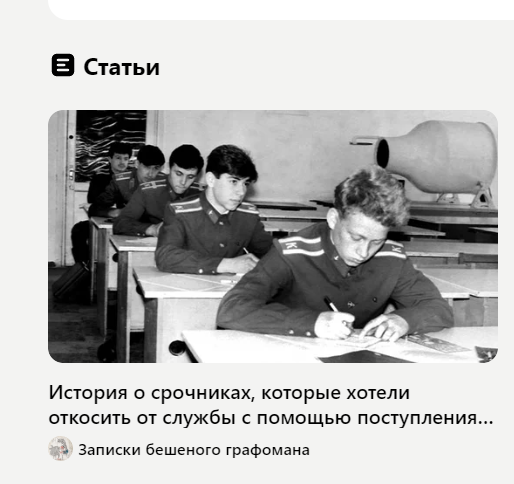 Статьи
История о срочниках, которые хотели
откосить от службы с помощью поступления...
Записки бешеного графомана